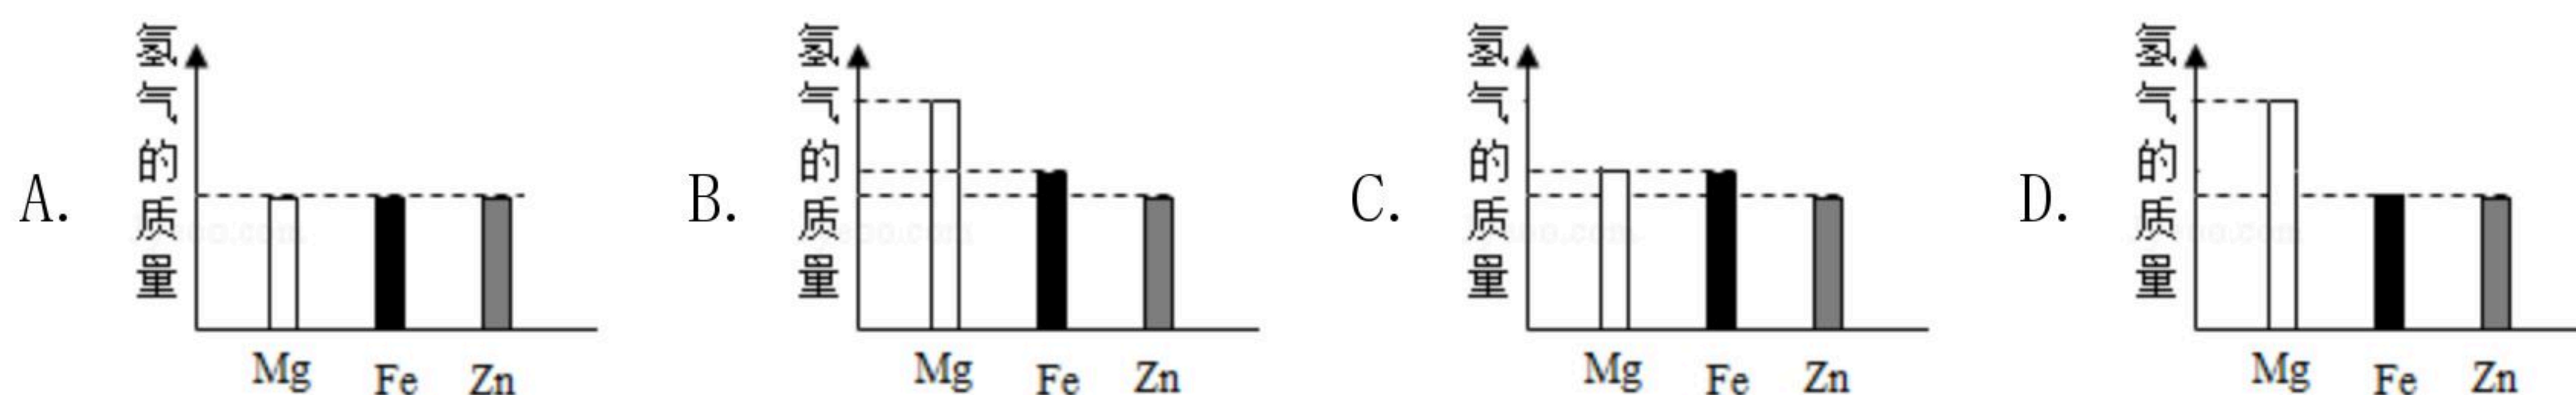 A.
氢气的质量
Mg Fe Zn
B.
氢气的质量
Mg Fe Zn
C.
氢气的质量
Mg Fe Zn
D.
氢气的质量
Mg Fe Zn